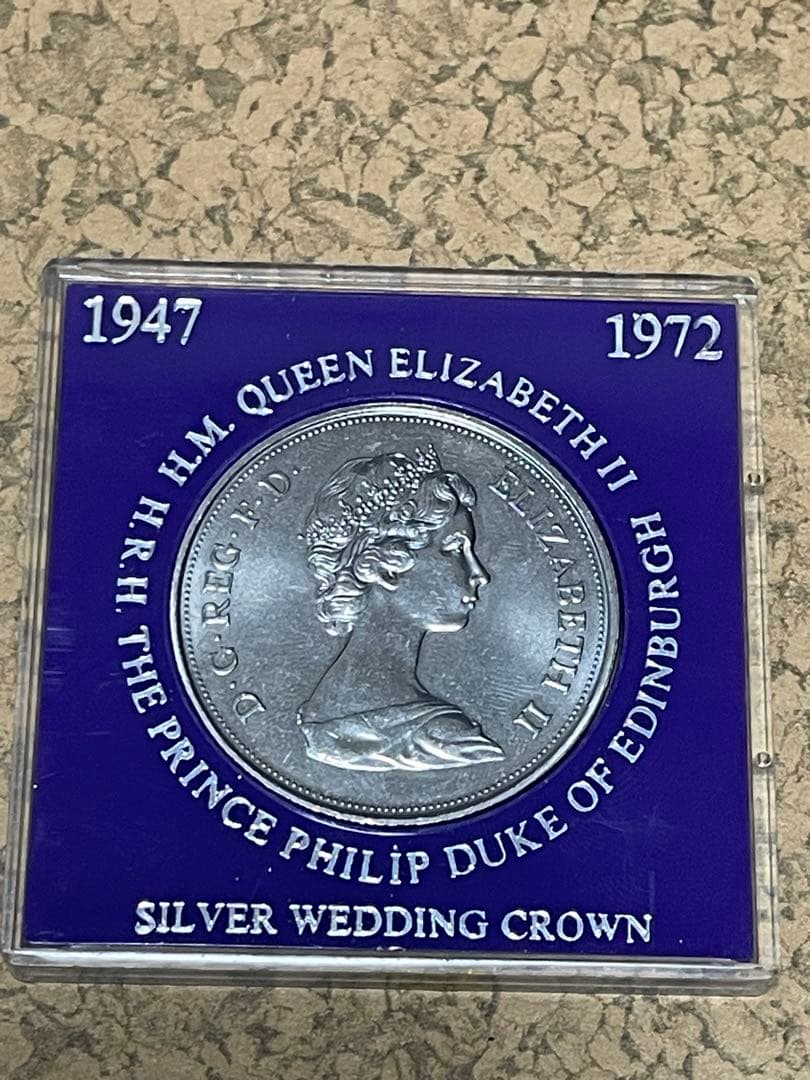 1947
1972
H.M. QUEEN ELIZABETH II
H.R.H. THE PRINCE PHILIP DUKE OF EDINBURGH
D·G·REG·F·D·
ELIZABETH II
SILVER WEDDING CROWN